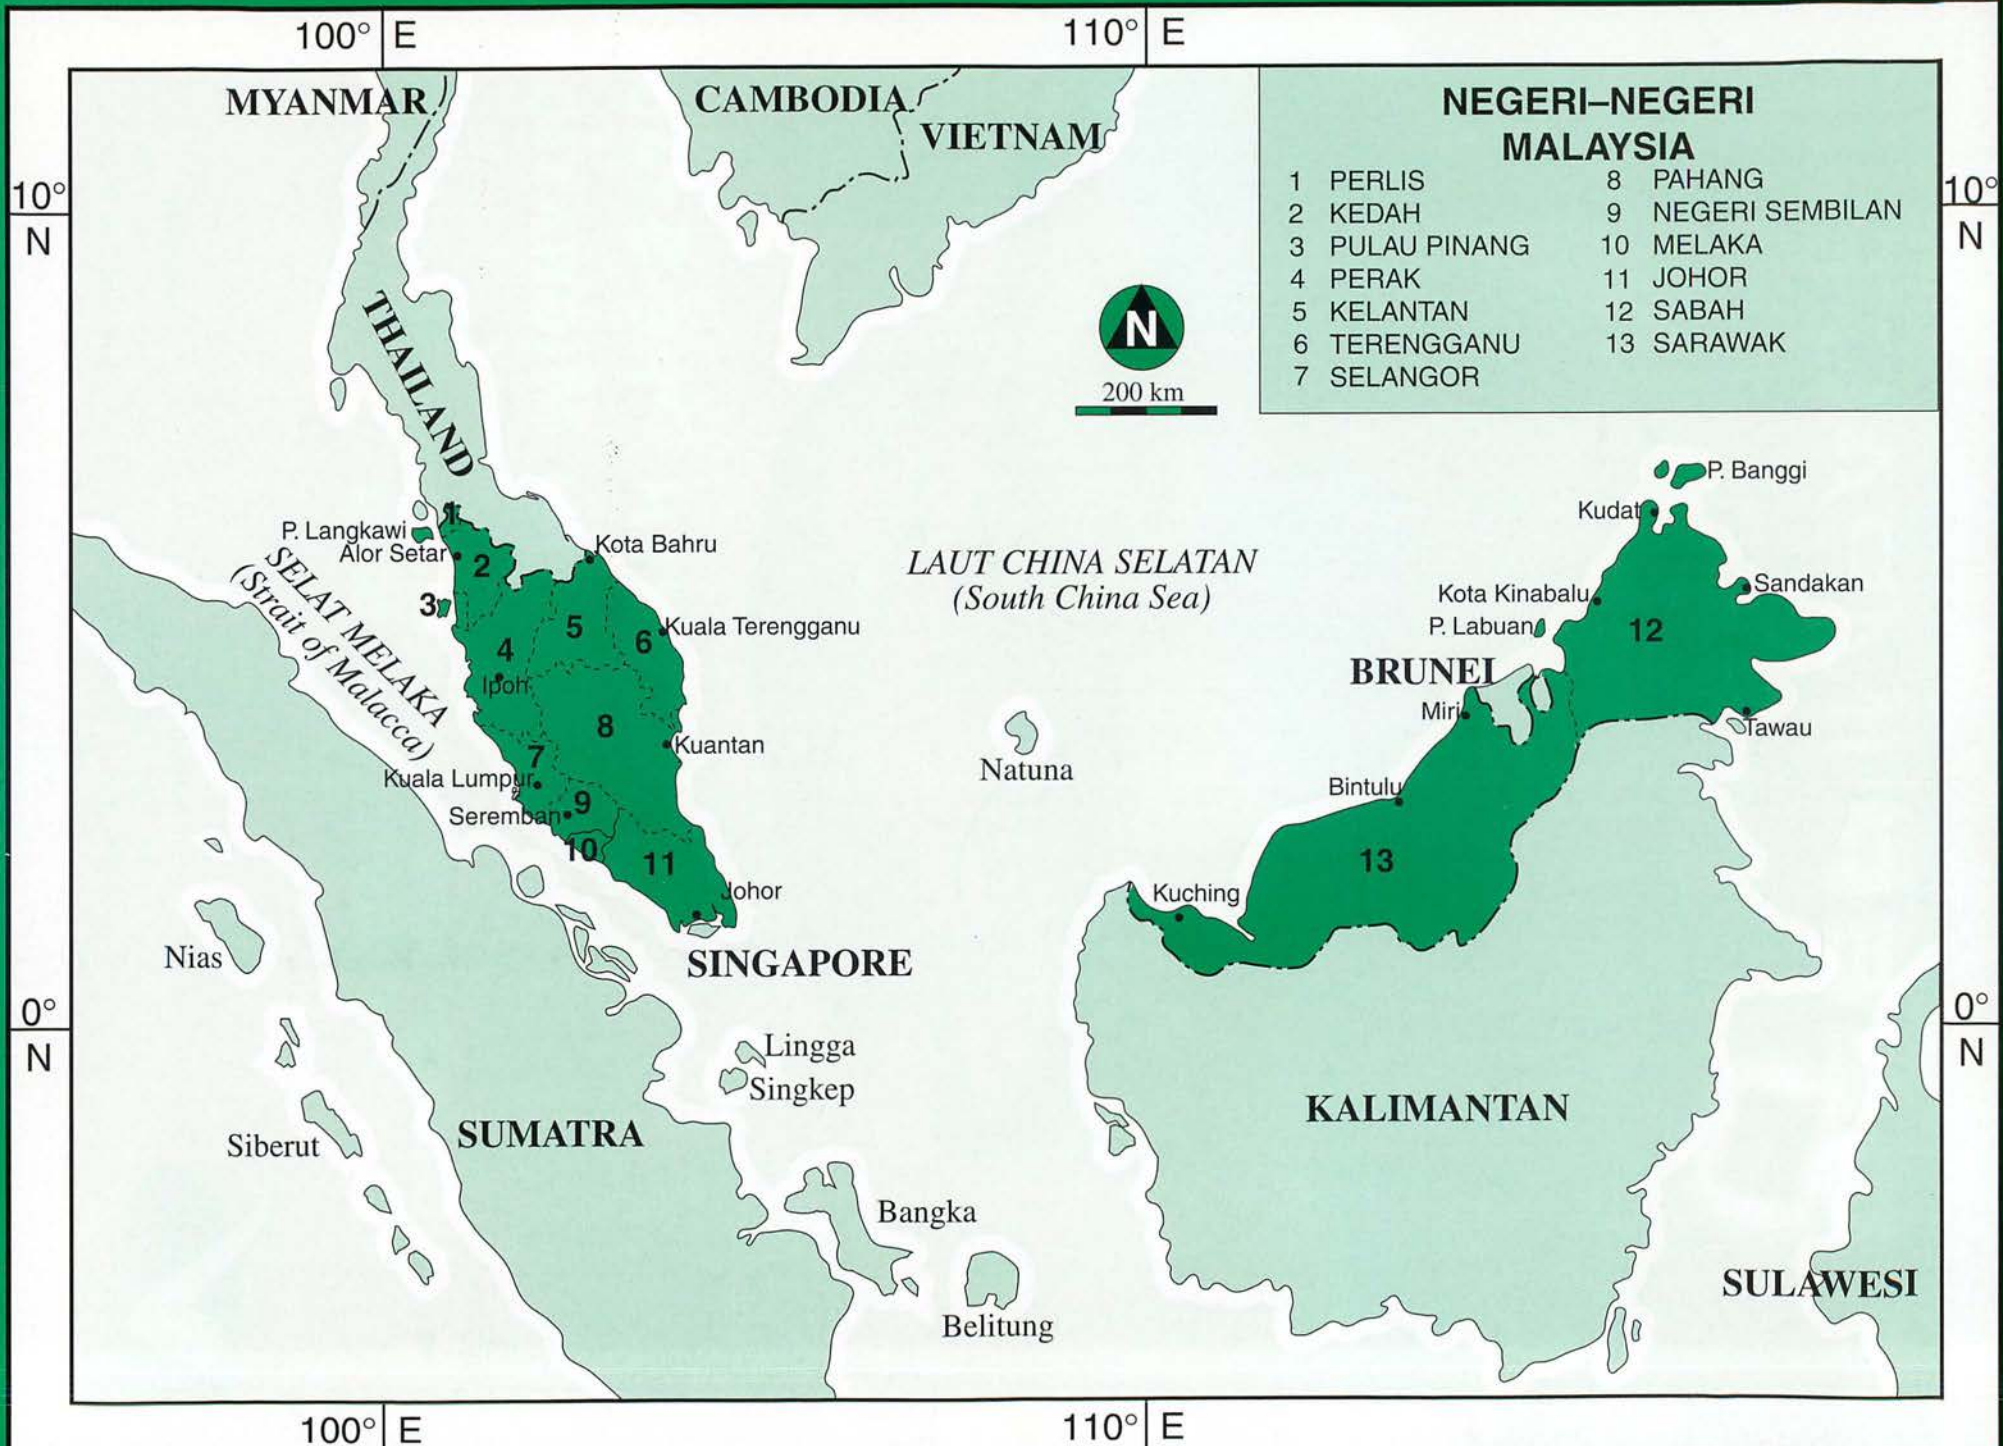 100° E
110° E
MYANMAR
CAMBODIA
VIETNAM
NEGERI–NEGERI
MALAYSIA
1 PERLIS
2 KEDAH
3 PULAU PINANG
4 PERAK
5 KELANTAN
6 TERENGGANU
7 SELANGOR
8 PAHANG
9 NEGERI SEMBILAN
10 MELAKA
11 JOHOR
12 SABAH
13 SARAWAK
10°
N
10°
N
THAILAND
N
200 km
P. Banggi
Kudat
1
P. Langkawi
Alor Setar
2
Kota Bahru
SELAT MELAKA
(Strait of Malacca)
LAUT CHINA SELATAN
(South China Sea)
Kota Kinabalu
Sandakan
3
4
5
6
Kuala Terengganu
P. Labuan
12
Ipoh
BRUNEI
Miri
Tawau
8
7
Kuantan
Natuna
Kuala Lumpur
Bintulu
9
Seremban
10
11
13
Johor
Kuching
Nias
SINGAPORE
0°
N
0°
N
Lingga
Singkep
KALIMANTAN
Siberut
SUMATRA
Bangka
SULAWESI
Belitung
100° E
110° E